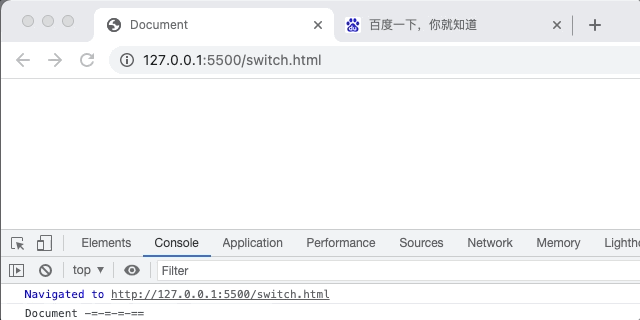 Document
百度一下，你就知道
127.0.0.1:5500/switch.html
Elements Console Application Performance Sources Network Memory Lightho
top Filter
Navigated to http://127.0.0.1:5500/switch.html
Document -=-=-=-==